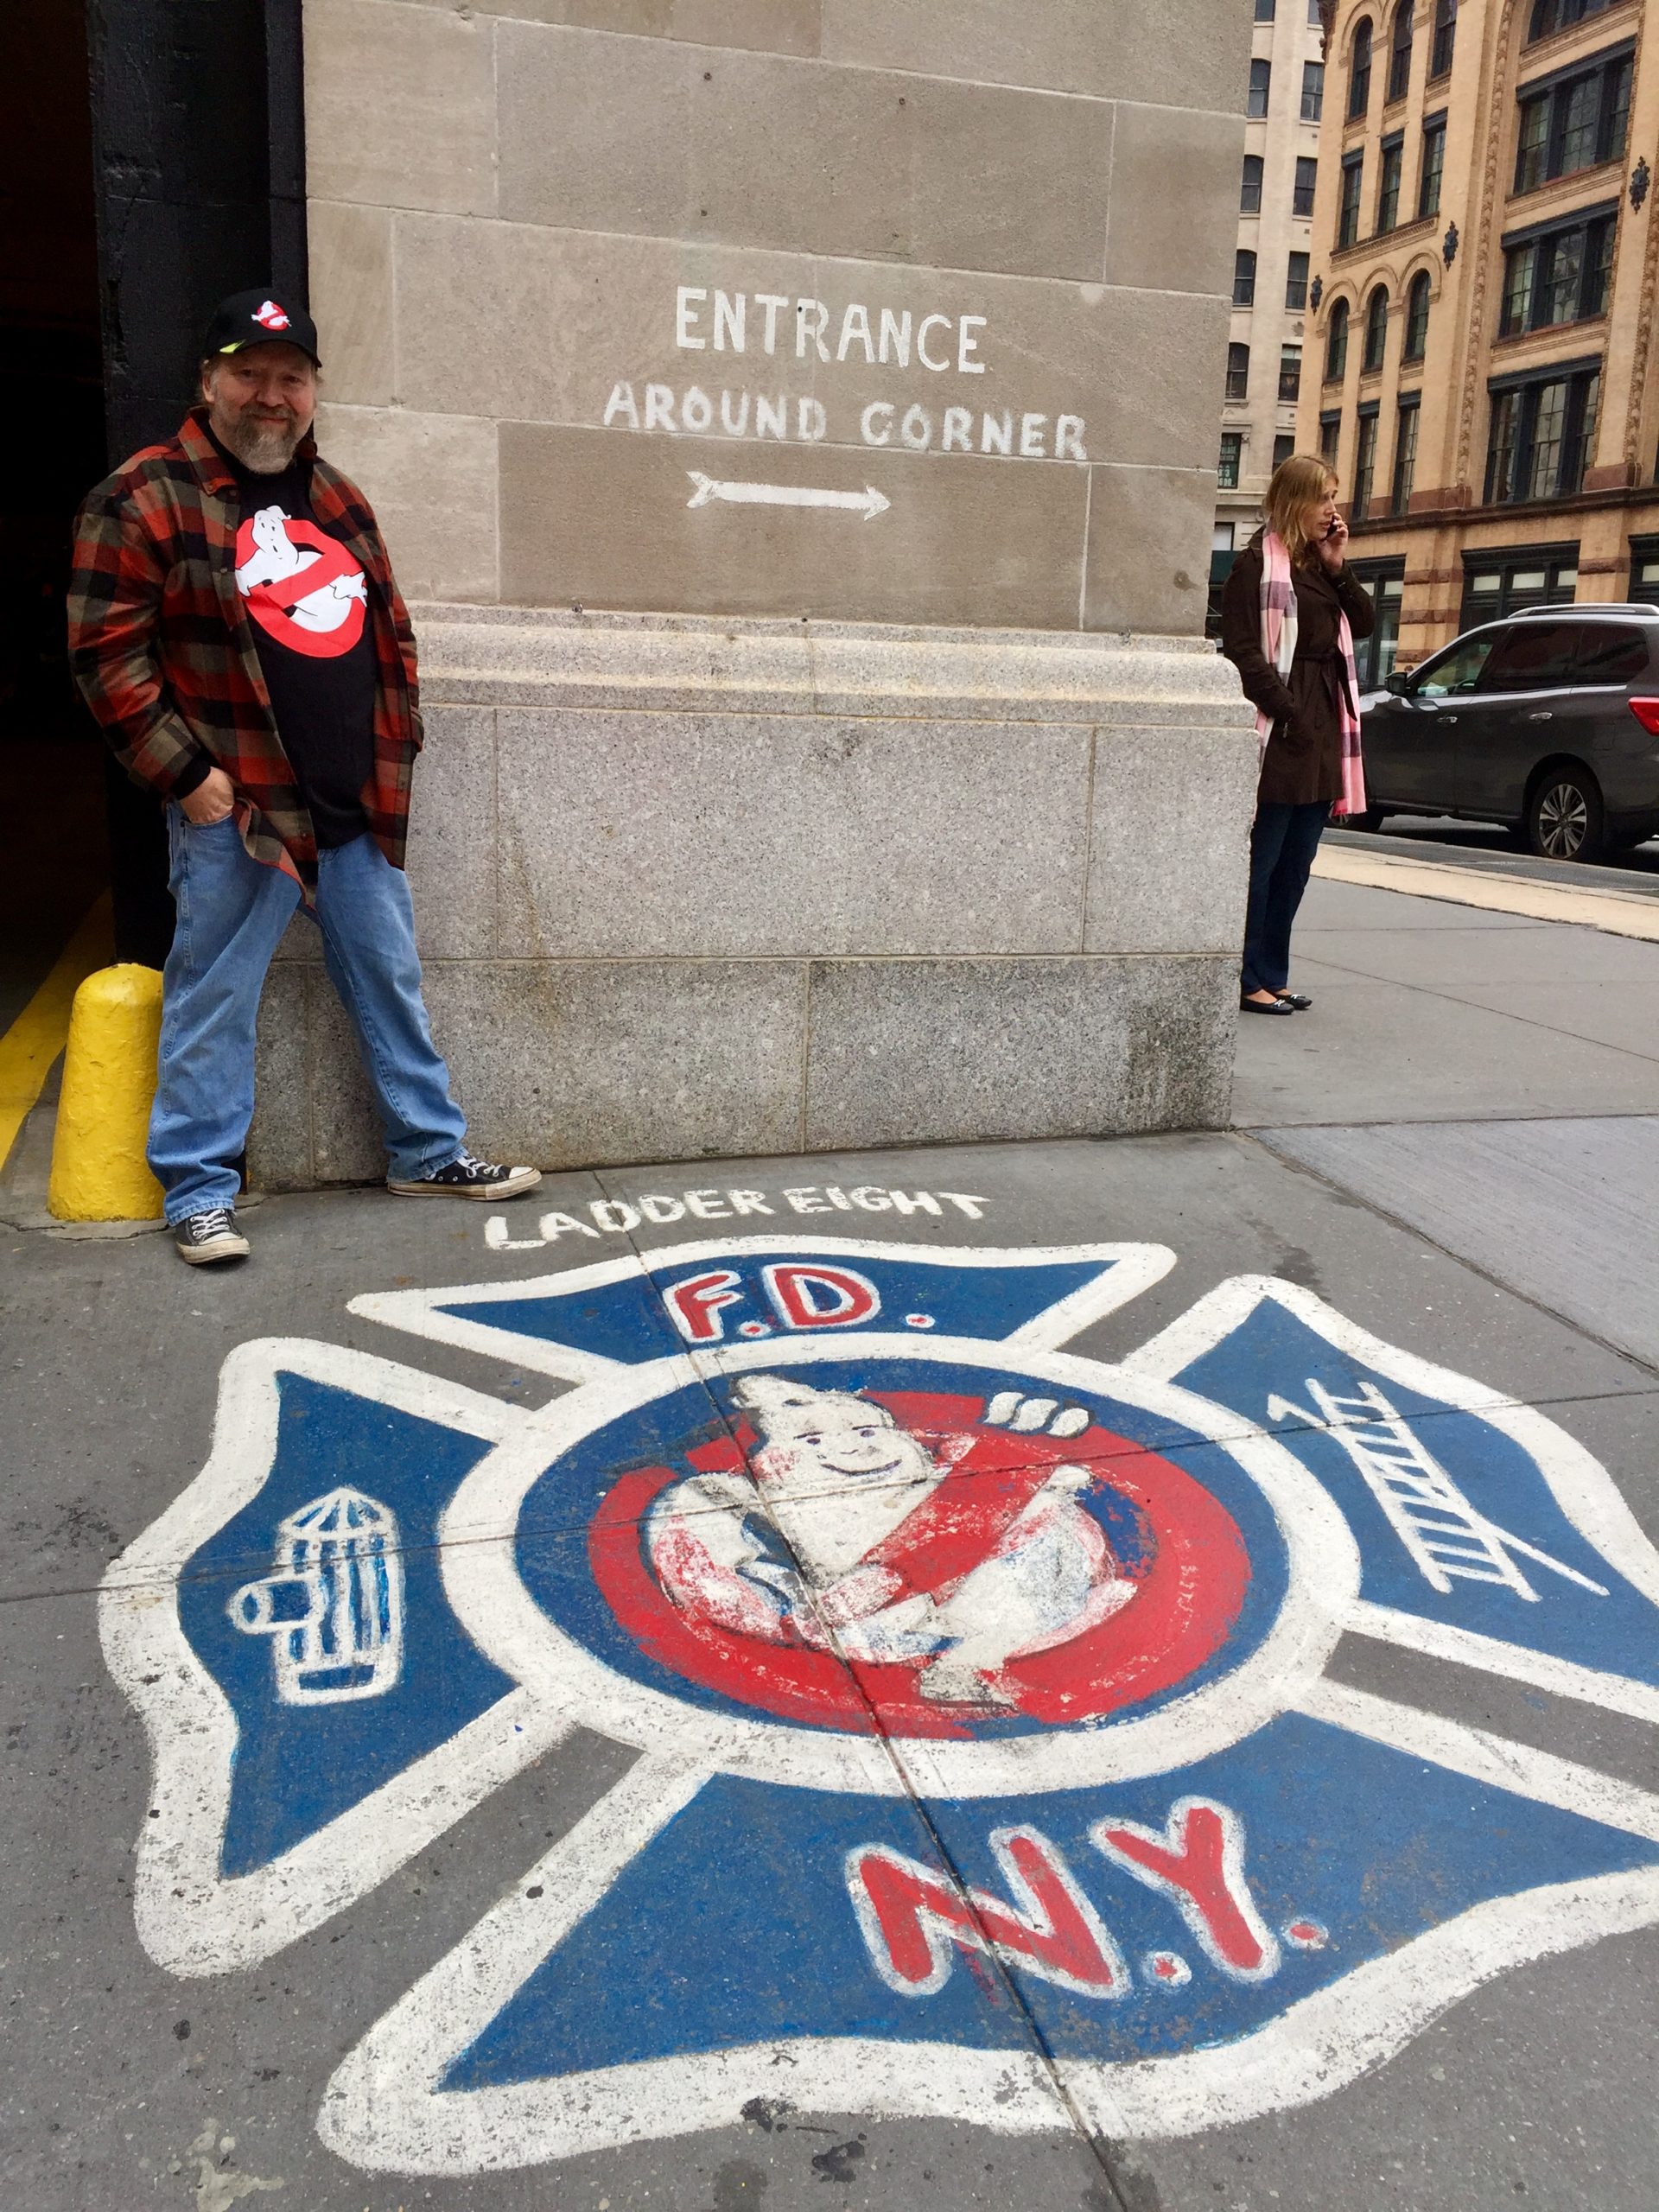 ENTRANCE
AROUND CORNER
LADDER EIGHT
F.D.
N.Y.